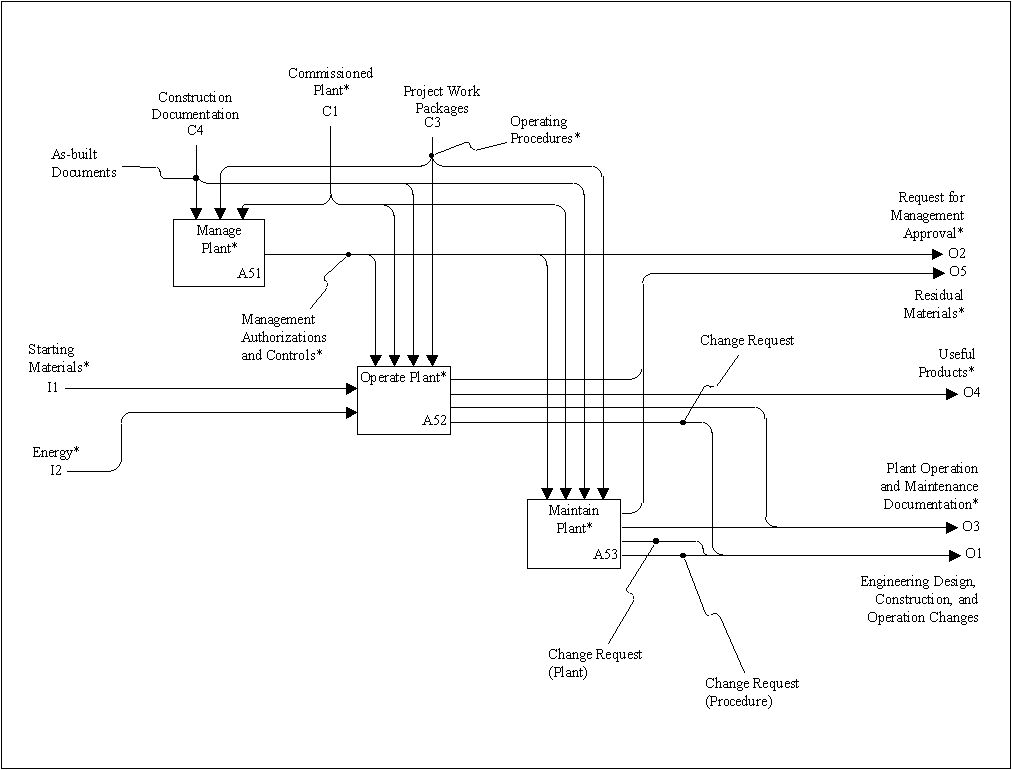 Commissioned
Plant*
C1
Construction
Documentation
C4
Project Work
Packages
C3
Operating
Procedures*
As-built
Documents
Manage
Plant*
A51
Request for
Management
Approval*
O2
O5
Residual
Materials*
Management
Authorizations
and Controls*
Change Request
Starting
Materials*
I1
Operate Plant*
A52
Useful
Products*
O4
Energy*
I2
Plant Operation
and Maintenance
Documentation*
O3
Maintain
Plant*
A53
O1
Engineering Design,
Construction, and
Operation Changes
Change Request
(Plant)
Change Request
(Procedure)